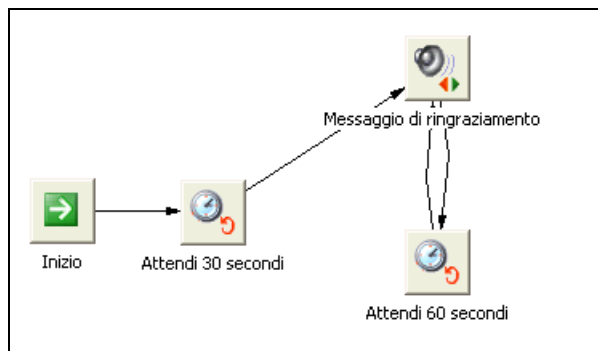 Messaggio di ringraziamento
Inizio
Attendi 30 secondi
Attendi 60 secondi